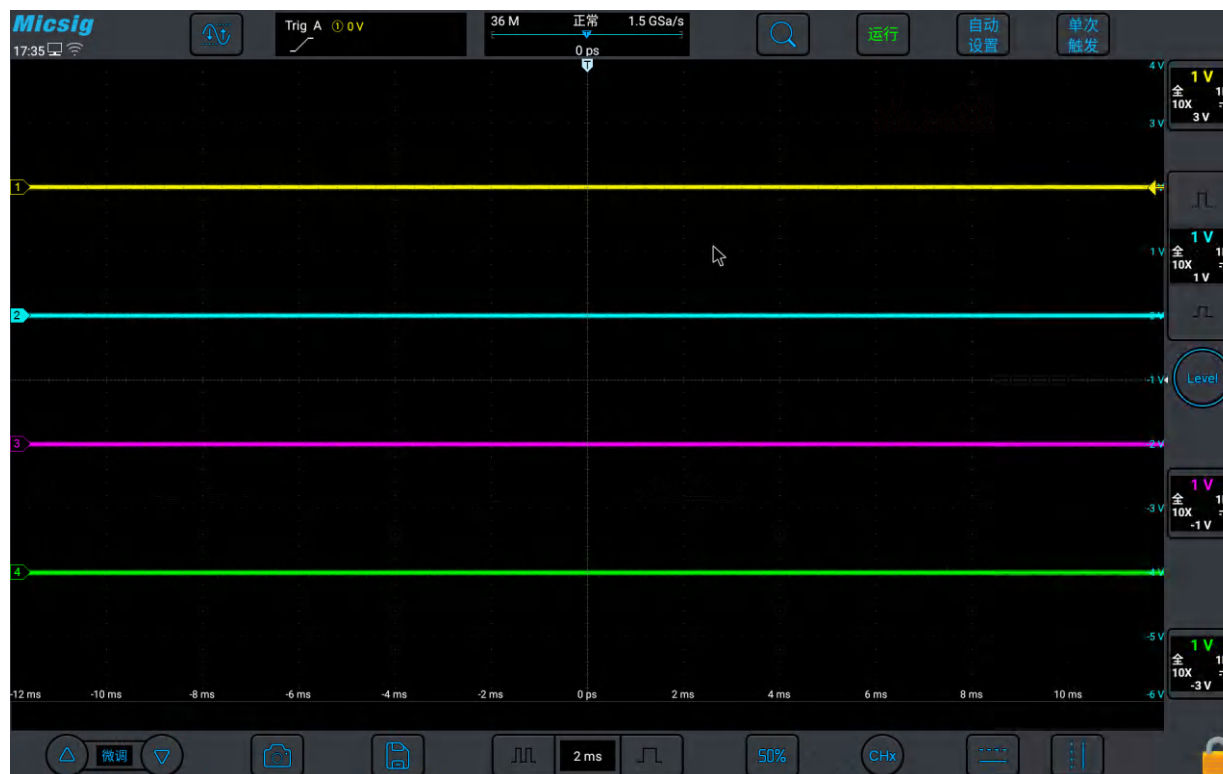 Micsig
17:35
Trig A ① 0 V
36 M 正常 1.5 GSa/s
0 ps
运行
自动
设置
单次
触发
T
4 V
3 V
1 V
-1 V
-2 V
-3 V
-4 V
-5 V
-6 V
1
2
3
4
1 V
全
10X
3 V
1 V
全
10X
1 V
Level
1 V
全
10X
-1 V
1 V
全
10X
-3 V
-12 ms -10 ms -8 ms -6 ms -4 ms -2 ms 0 ps 2 ms 4 ms 6 ms 8 ms 10 ms
微调
2 ms
50%
CHx